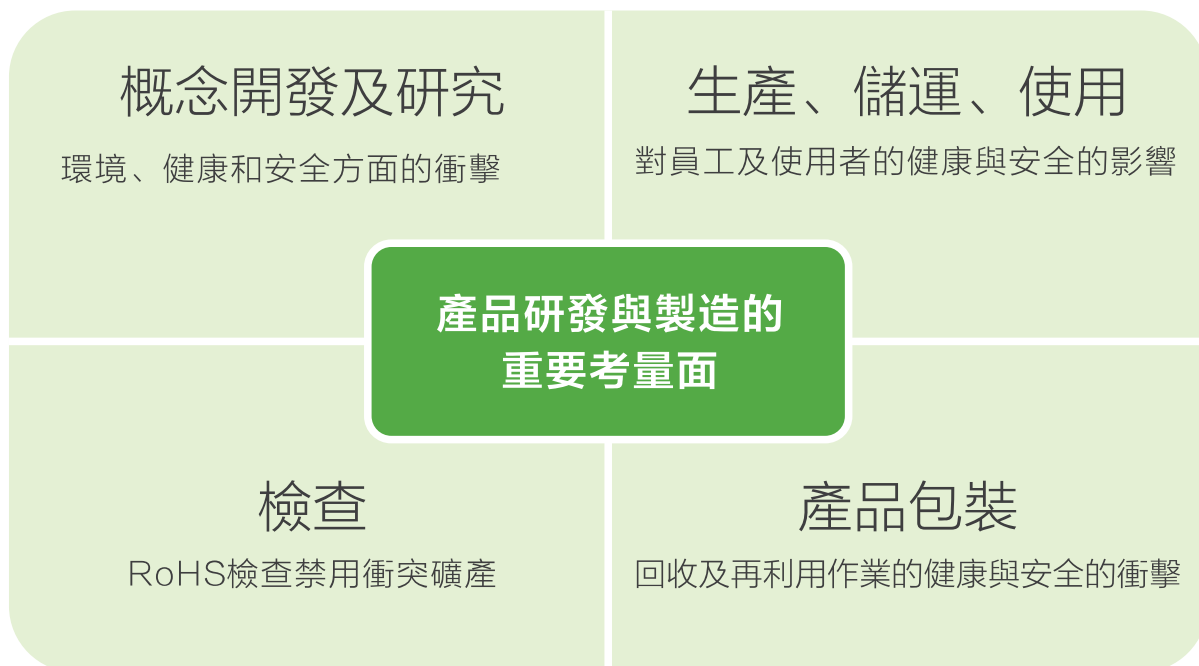 概念開發及研究
環境、健康和安全方面的衝擊
生產、儲運、使用
對員工及使用者的健康與安全的影響
產品研發與製造的
重要考量面
檢查
RoHS檢查禁用衝突礦產
產品包裝
回收及再利用作業的健康與安全的衝擊